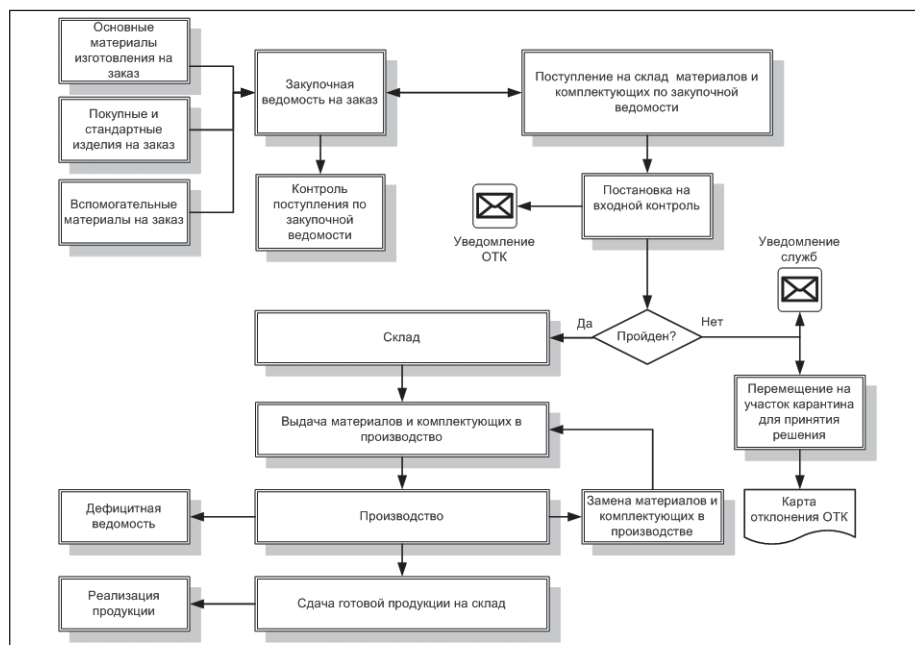 Основные
материалы
изготовления на
заказ
Закупочная
ведомость на заказ
Поступление на склад материалов и
комплектующих по закупочной
ведомости
Покупные и
стандартные
изделия на заказ
Вспомогательные
материалы на заказ
Контроль
поступления по
закупочной
ведомости
Постановка на
входной контроль
Уведомление
ОТК
Уведомление
служб
Да
Пройден?
Нет
Склад
Перемещение на
участок карантина
для принятия
решения
Выдача материалов и комплектующих в
производство
Дефицитная
ведомость
Производство
Замена материалов и
комплектующих в
производстве
Карта
отклонения ОТК
Реализация
продукции
Сдача готовой продукции на склад